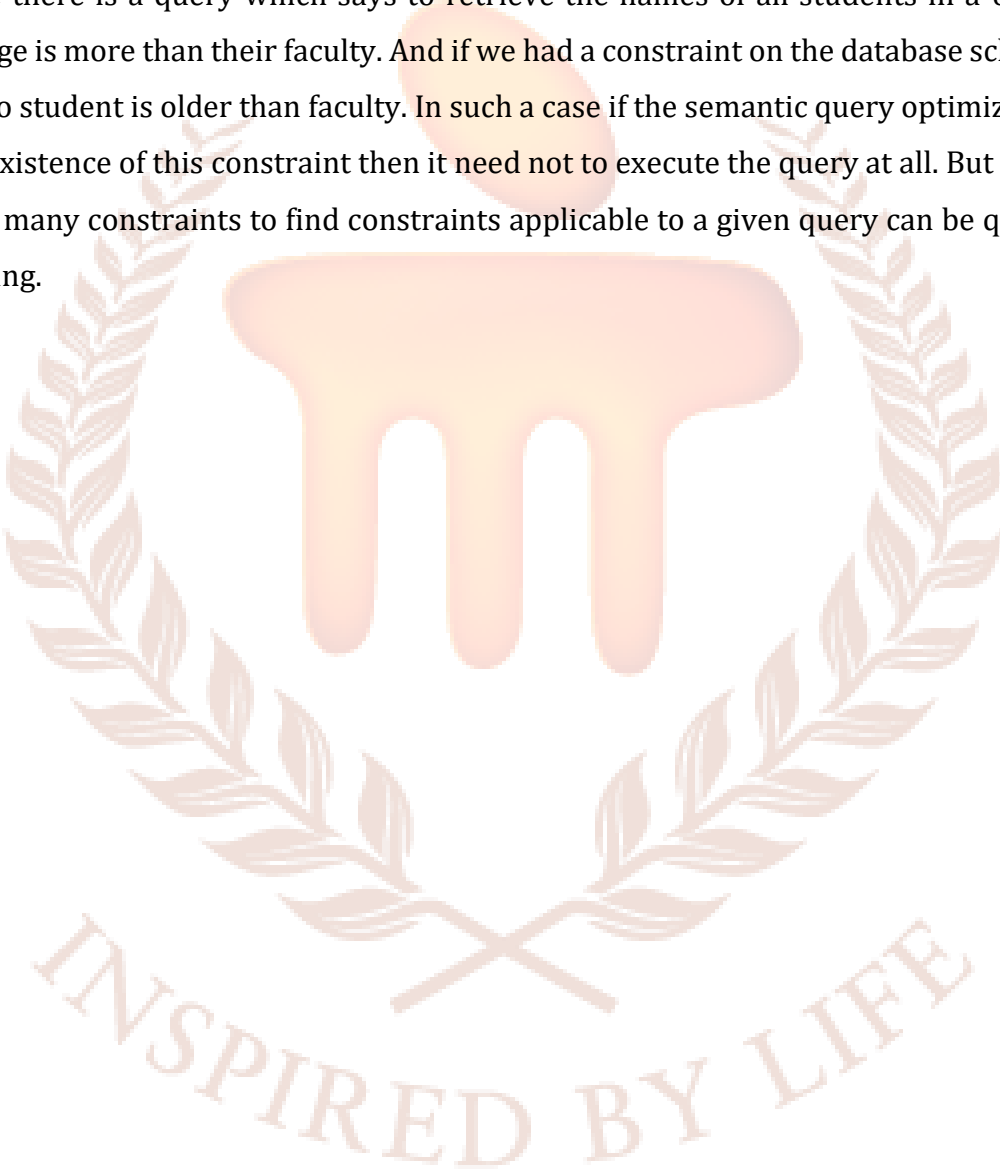 there is a query which says to retrieve the names of all students in a
ge is more than their faculty. And if we had a constraint on the database
o student is older than faculty. In such a case if the semantic query optimiz
xistence of this constraint then it need not to execute the query at all. But
many constraints to find constraints applicable to a given query can be q
ng.
INSPIRED BY LIFE